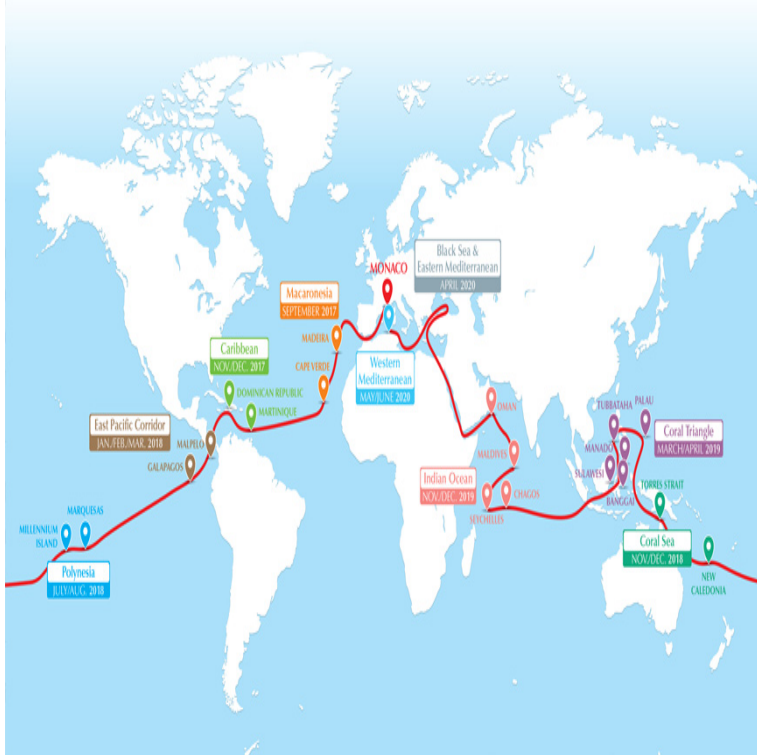 Black Sea &
Eastern Mediterranean
APRIL 2020
MONACO
Macaronesia
SEPTEMBER 2017
MADEIRA
Caribbean
NOV./DEC. 2017
Western
Mediterranean
MAY/JUNE 2020
CAPE VERDE
DOMINICAN REPUBLIC
MARTINIQUE
OMAN
PALAU
TUBBATAHA
East Pacific Corridor
JAN./FEB./MAR. 2018
MALPELO
GALAPAGOS
Coral Triangle
MARCH/APRIL 2019
MANADO
MALDIVES
SULAWESI
BANGGAI
Indian Ocean
NOV./DEC. 2019
CHAGOS
SEYCHELLES
TORRES STRAIT
MARQUESAS
MILLENNIUM
ISLAND
Coral Sea
NOV./DEC. 2018
Polynesia
JULY/AUG. 2018
NEW
CALEDONIA